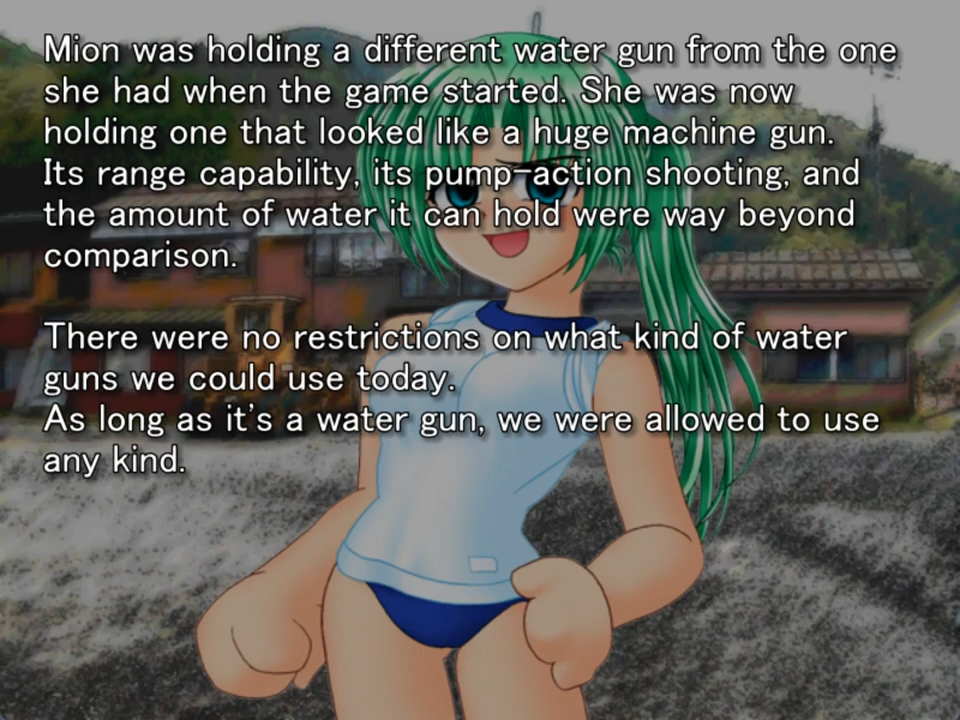 Mion was holding a different water gun from the one
she had when the game started. She was now
holding one that looked like a huge machine gun.
Its range capability, its pump-action shooting, and
the amount of water it can hold were way beyond
comparison.
There were no restrictions on what kind of water
guns we could use today.
As long as it's a water gun, we were allowed to use
any kind.